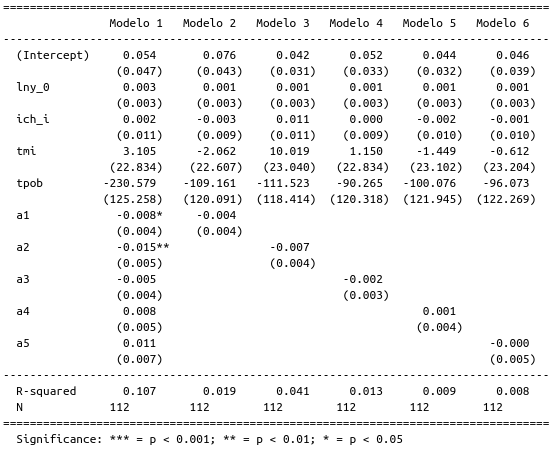 Modelo 1 Modelo 2 Modelo 3 Modelo 4 Modelo 5 Modelo 6
(Intercept) 0.054 0.076 0.042 0.052 0.044 0.046
(0.047) (0.043) (0.031) (0.033) (0.032) (0.039)
lny_0 0.003 0.001 0.001 0.001 0.001 0.001
(0.003) (0.003) (0.003) (0.003) (0.003) (0.003)
ich_i 0.002 -0.003 0.011 0.000 -0.002 -0.001
(0.011) (0.009) (0.011) (0.009) (0.010) (0.010)
tmi 3.105 -2.062 10.019 1.150 -1.449 -0.612
(22.834) (22.607) (23.040) (22.834) (23.102) (23.204)
tpob -230.579 -109.161 -111.523 -90.265 -100.076 -96.073
(125.258) (120.091) (118.414) (120.318) (121.945) (122.269)
a1 -0.008* -0.004
(0.004) (0.004)
a2 -0.015** -0.007
(0.005) (0.004)
a3 -0.005 -0.002
(0.004) (0.003)
a4 0.008 0.001
(0.005) (0.004)
a5 0.011 -0.000
(0.007) (0.005)
R-squared 0.107 0.019 0.041 0.013 0.009 0.008
N 112 112 112 112 112 112
Significance: *** = p < 0.001; ** = p < 0.01; * = p < 0.05